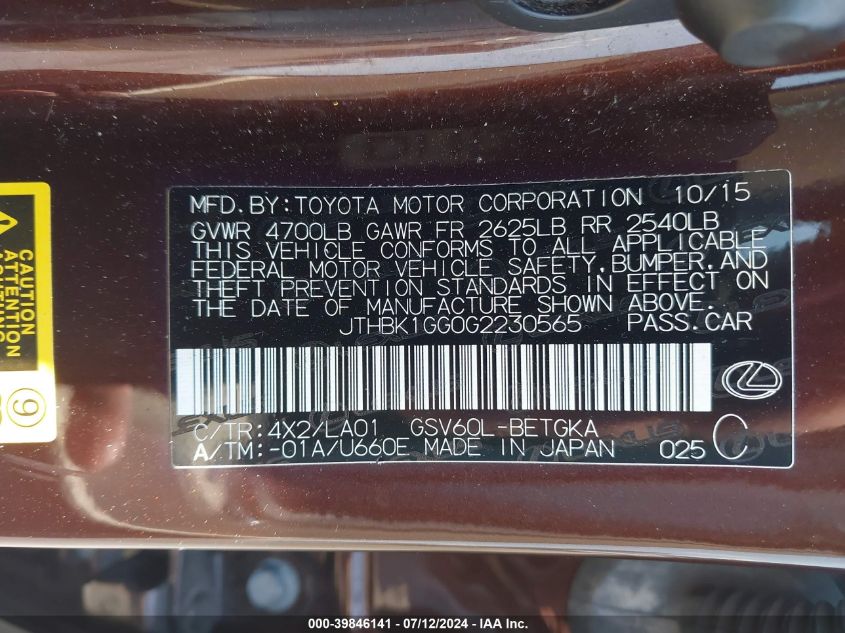 MFD. BY: TOYOTA MOTOR CORPORATION 10/15
GVWR 4700LB GAWR FR 2625LB RR 2540LB
THIS VEHICLE CONFORMS TO ALL APPLICABLE
FEDERAL MOTOR VEHICLE SAFETY, BUMPER, AND
THEFT PREVENTION STANDARDS IN EFFECT ON
THE DATE OF MANUFACTURE SHOWN ABOVE.
JTHBK1GG0G2230565 PASS.CAR
C/TR: 4X2/LA01 GSV60L-BETGKA
A/TM: -01A/U660E MADE IN JAPAN 025 C
CAUTION
ATTENTION
9
000-39846141 - 07/12/2024 - IAA Inc.